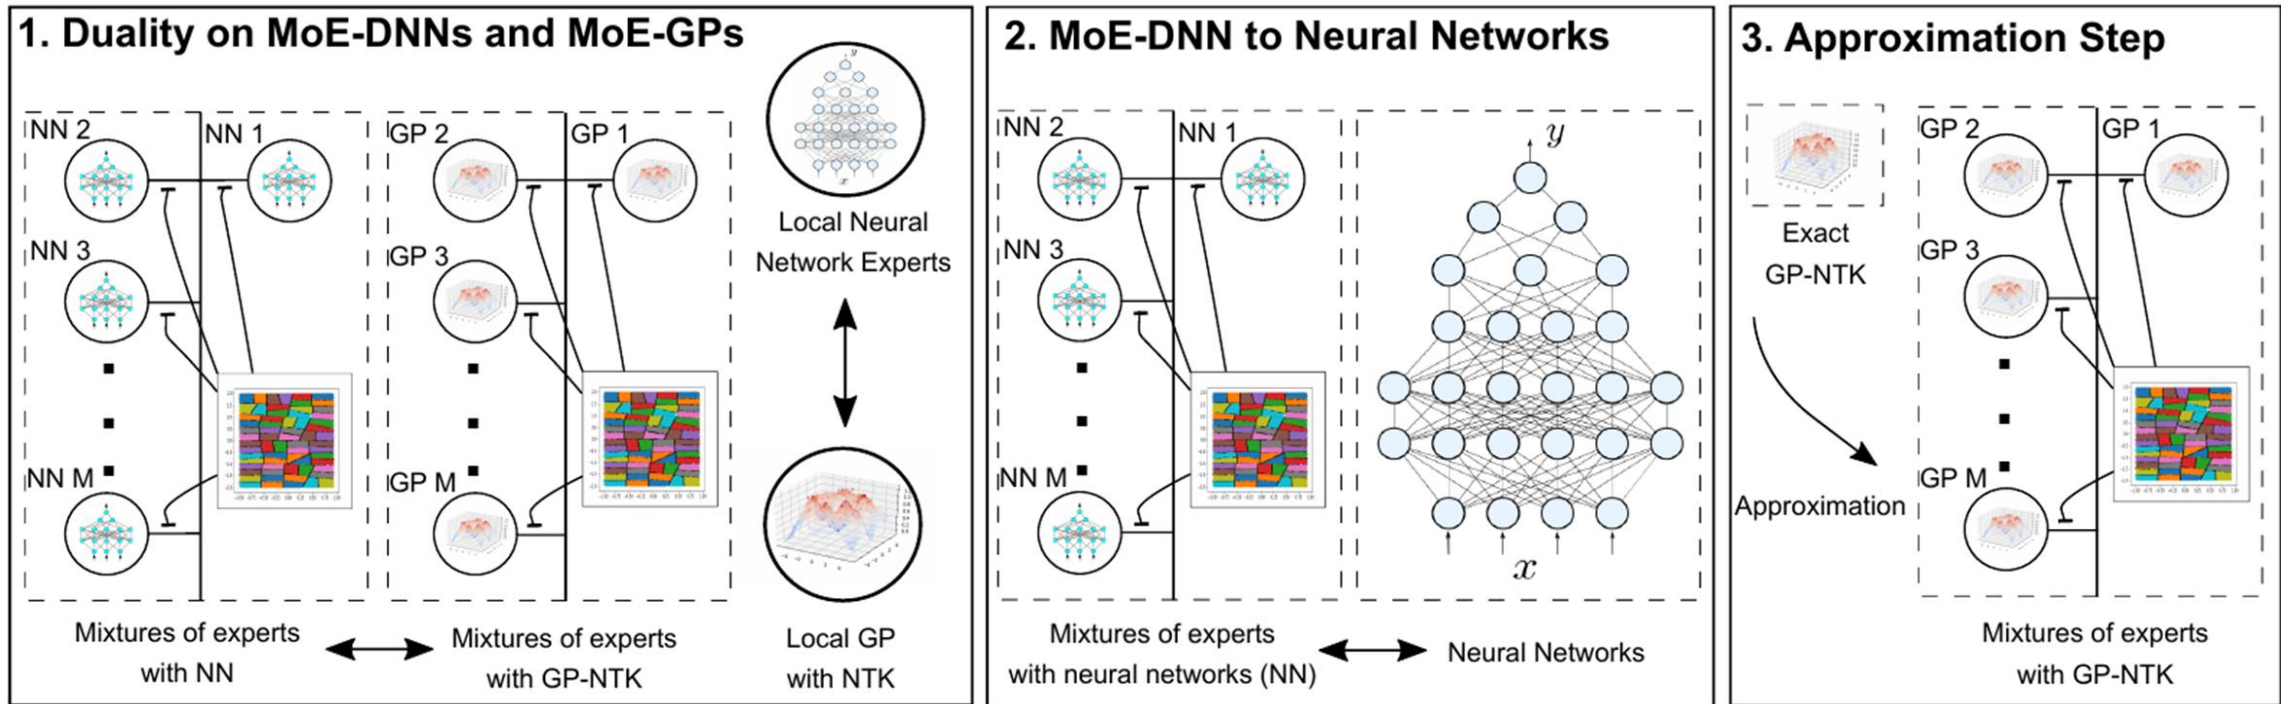 1. Duality on MoE-DNNs and MoE-GPs
NN 2
NN 1
NN 3
NN M
GP 2
GP 1
GP 3
GP M
y
x
Local Neural
Network Experts
Local GP
with NTK
Mixtures of experts
with NN
Mixtures of experts
with GP-NTK
2. MoE-DNN to Neural Networks
NN 2
NN 1
NN 3
NN M
y
x
Mixtures of experts
with neural networks (NN)
Neural Networks
3. Approximation Step
Exact
GP-NTK
Approximation
GP 2
GP 1
GP 3
GP M
Mixtures of experts
with GP-NTK